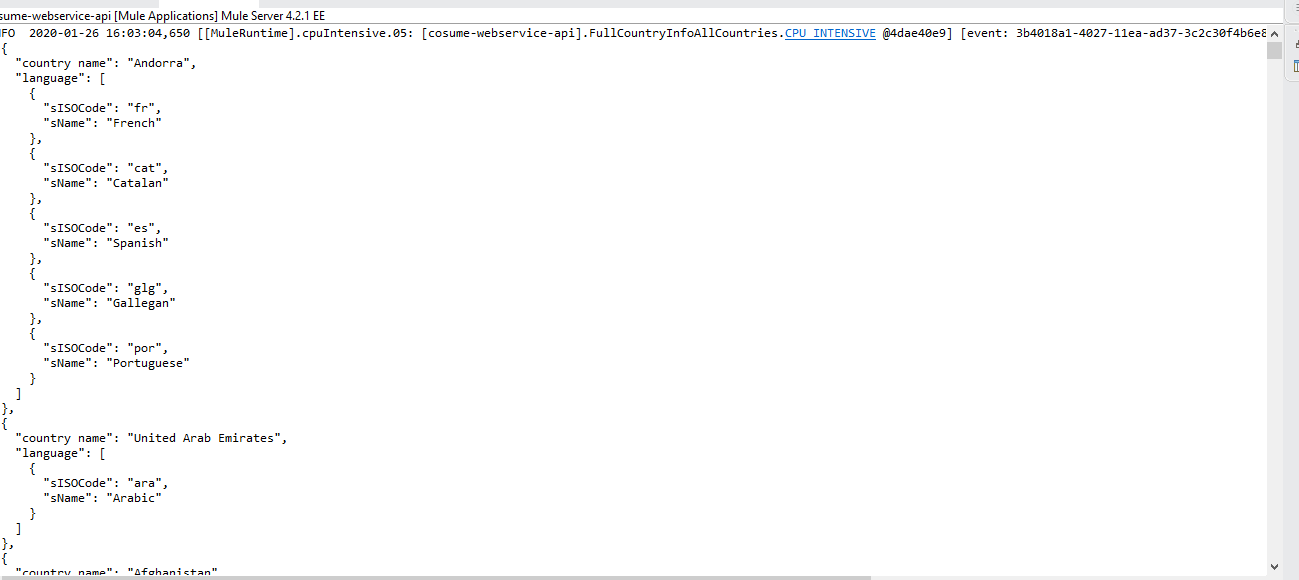 sume-webservice-api [Mule Applications] Mule Server 4.2.1 EE
FO  2020-01-26 16:03:04,650 [[MuleRuntime].cpuIntensive.05: [cosume-webservice-api].FullCountryInfoAllCountries.CPU_INTENSIVE @4dae40e9] [event: 3b4018a1-4027-11ea-ad37-3c2c30f4b6e8
{
  "country name": "Andorra",
  "language": [
    {
      "sISOCode": "fr",
      "sName": "French"
    },
    {
      "sISOCode": "cat",
      "sName": "Catalan"
    },
    {
      "sISOCode": "es",
      "sName": "Spanish"
    },
    {
      "sISOCode": "glg",
      "sName": "Gallegan"
    },
    {
      "sISOCode": "por",
      "sName": "Portuguese"
    }
  ]
},
{
  "country name": "United Arab Emirates",
  "language": [
    {
      "sISOCode": "ara",
      "sName": "Arabic"
    }
  ]
},
{
  "country name": "Afghanistan"